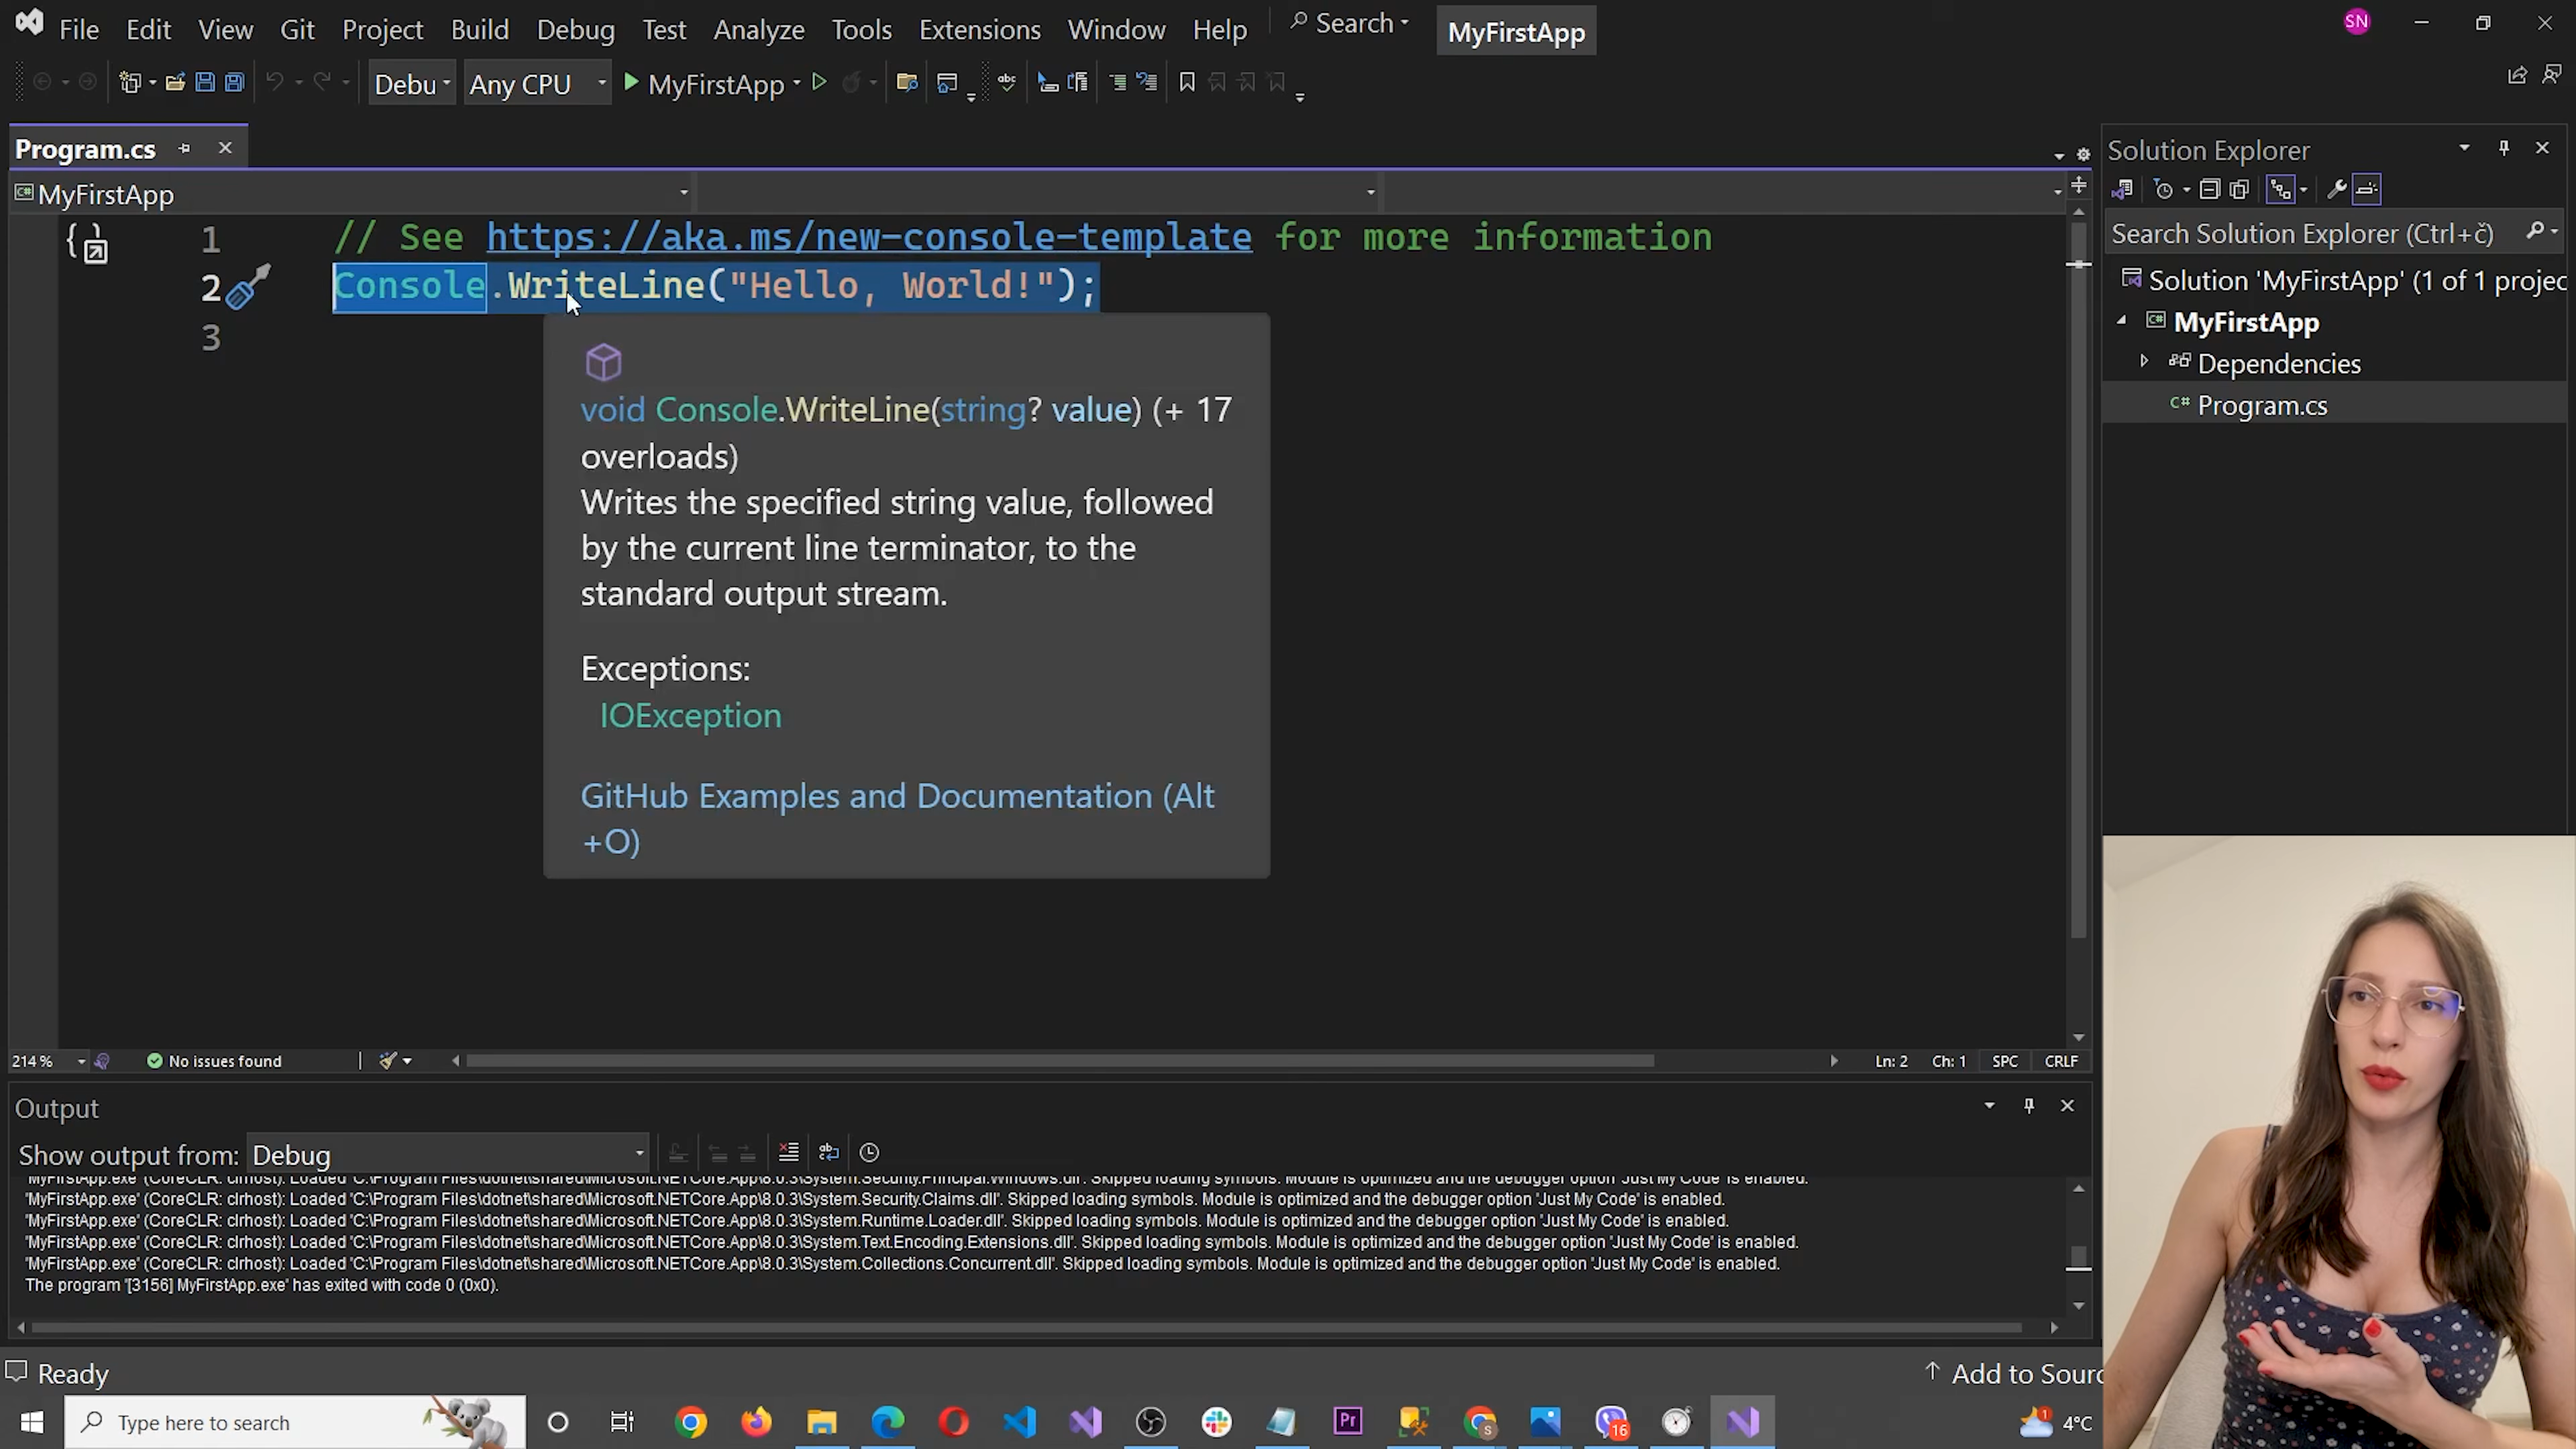 File Edit View Git Project Build Debug Test Analyze Tools Extensions Window Help Search MyFirstApp SN
Debu Any CPU MyFirstApp
Program.cs
MyFirstApp
1 // See https://aka.ms/new-console-template for more information
2 Console.WriteLine("Hello, World!");
3
void Console.WriteLine(string? value) (+ 17
overloads)
Writes the specified string value, followed
by the current line terminator, to the
standard output stream.
Exceptions:
IOException
GitHub Examples and Documentation (Alt
+O)
Solution Explorer
Search Solution Explorer (Ctrl+č)
Solution 'MyFirstApp' (1 of 1 projec
MyFirstApp
Dependencies
C# Program.cs
214 % No issues found Ln: 2 Ch: 1 SPC CRLF
Output
Show output from: Debug
'MyFirstApp.exe' (CoreCLR: clrhost): Loaded 'C:\Program Files\dotnet\shared\Microsoft.NETCore.App\8.0.3\System.Security.Principal.Windows.dll'. Skipped loading symbols. Module is optimized and the debugger option 'Just My Code' is enabled.
'MyFirstApp.exe' (CoreCLR: clrhost): Loaded 'C:\Program Files\dotnet\shared\Microsoft.NETCore.App\8.0.3\System.Security.Claims.dll'. Skipped loading symbols. Module is optimized and the debugger option 'Just My Code' is enabled.
'MyFirstApp.exe' (CoreCLR: clrhost): Loaded 'C:\Program Files\dotnet\shared\Microsoft.NETCore.App\8.0.3\System.Runtime.Loader.dll'. Skipped loading symbols. Module is optimized and the debugger option 'Just My Code' is enabled.
'MyFirstApp.exe' (CoreCLR: clrhost): Loaded 'C:\Program Files\dotnet\shared\Microsoft.NETCore.App\8.0.3\System.Text.Encoding.Extensions.dll'. Skipped loading symbols. Module is optimized and the debugger option 'Just My Code' is enabled.
'MyFirstApp.exe' (CoreCLR: clrhost): Loaded 'C:\Program Files\dotnet\shared\Microsoft.NETCore.App\8.0.3\System.Collections.Concurrent.dll'. Skipped loading symbols. Module is optimized and the debugger option 'Just My Code' is enabled.
The program '[3156] MyFirstApp.exe' has exited with code 0 (0x0).
Ready Add to Sourc
Type here to search Pr S 16 1 4°C